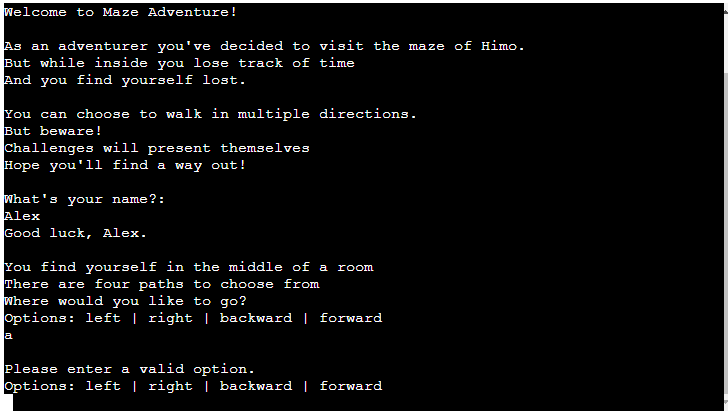 Welcome to Maze Adventure!
As an adventurer you've decided to visit the maze of Himo.
But while inside you lose track of time
And you find yourself lost.
You can choose to walk in multiple directions.
But beware!
Challenges will present themselves
Hope you'll find a way out!
What's your name?:
Alex
Good luck, Alex.
You find yourself in the middle of a room
There are four paths to choose from
Where would you like to go?
Options: left | right | backward | forward
a
Please enter a valid option.
Options: left | right | backward | forward